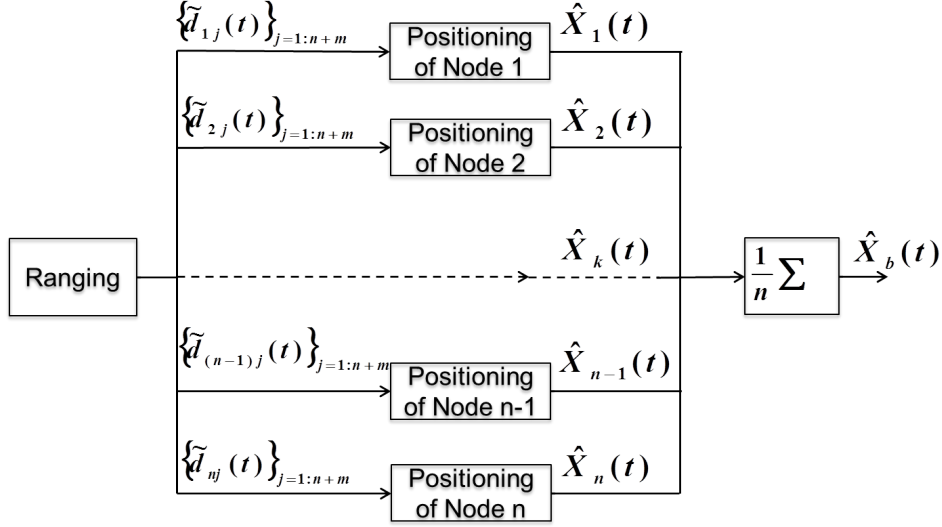 {d̃₁ⱼ(t)}ⱼ₌₁:ₙ₊ₘ
Positioning
of Node 1
X̂₁(t)
{d̃₂ⱼ(t)}ⱼ₌₁:ₙ₊ₘ
Positioning
of Node 2
X̂₂(t)
Ranging
X̂ₖ(t)
1/n Σ
X̂_b(t)
{d̃₍ₙ₋₁₎ⱼ(t)}ⱼ₌₁:ₙ₊ₘ
Positioning
of Node n-1
X̂ₙ₋₁(t)
{d̃ₙⱼ(t)}ⱼ₌₁:ₙ₊ₘ
Positioning
of Node n
X̂ₙ(t)